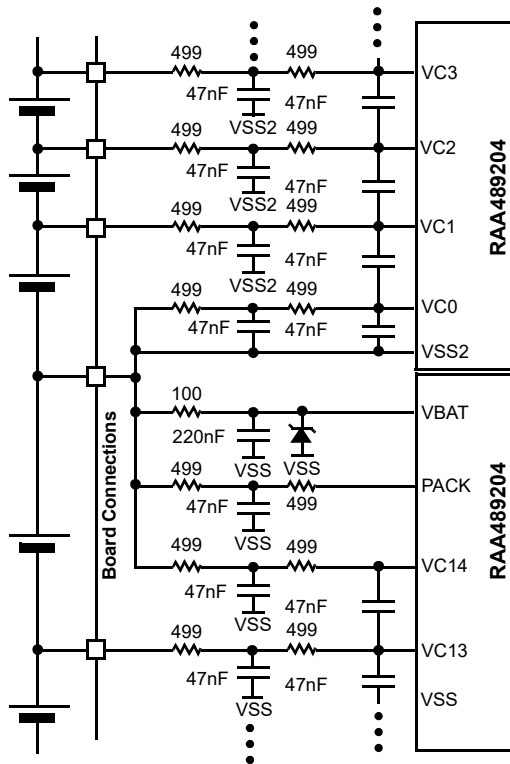 499 499
VC3
47nF 47nF
VSS2
499 499
VC2
47nF 47nF
VSS2
499 499
VC1
47nF 47nF
VSS2
499 499
VC0
47nF 47nF
VSS2
RAA489204
100
VBAT
220nF
VSS VSS
499
PACK
47nF 499
VSS
499 499
VC14
47nF 47nF
VSS
499 499
VC13
47nF 47nF
VSS
VSS
RAA489204
Board Connections